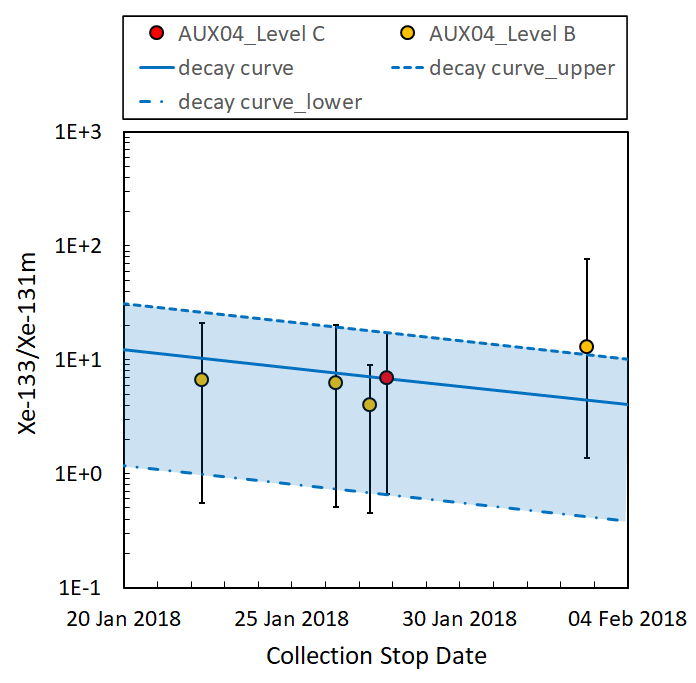 AUX04_Level C AUX04_Level B
decay curve decay curve_upper
decay curve_lower
1E+3
1E+2
1E+1
1E+0
1E-1
Xe-133/Xe-131m
20 Jan 2018 25 Jan 2018 30 Jan 2018 04 Feb 2018
Collection Stop Date